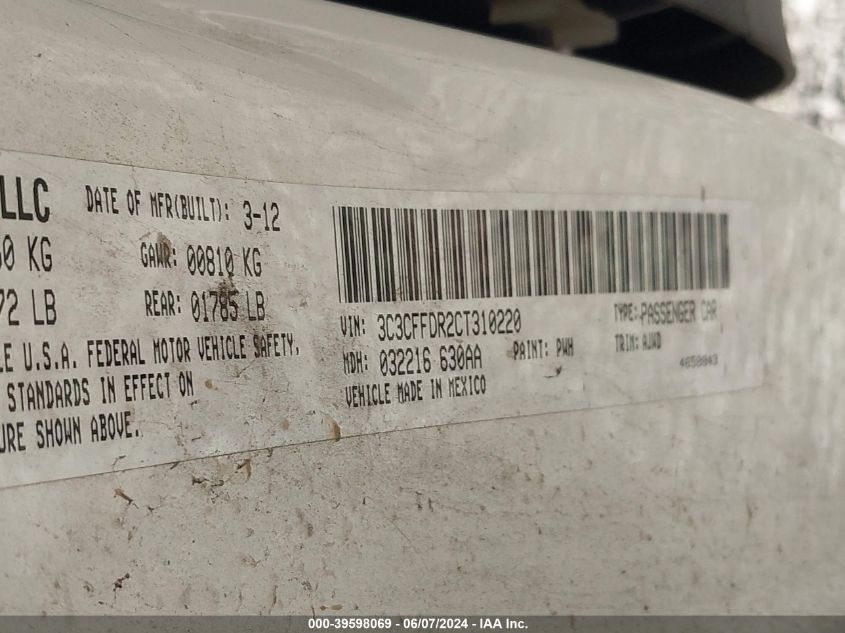 LLC DATE OF MFR(BUILT): 3-12
0 KG GAWR: 00810 KG
72 LB REAR: 01785 LB
LE U.S.A. FEDERAL MOTOR VEHICLE SAFETY,
STANDARDS IN EFFECT ON
URE SHOWN ABOVE.
VIN: 3C3CFFDR2CT310220 TYPE: PASSENGER CAR
MDH: 032216 630AA PAINT: PWH TRIM: AJWD
VEHICLE MADE IN MEXICO
000-39598069 - 06/07/2024 - IAA Inc.